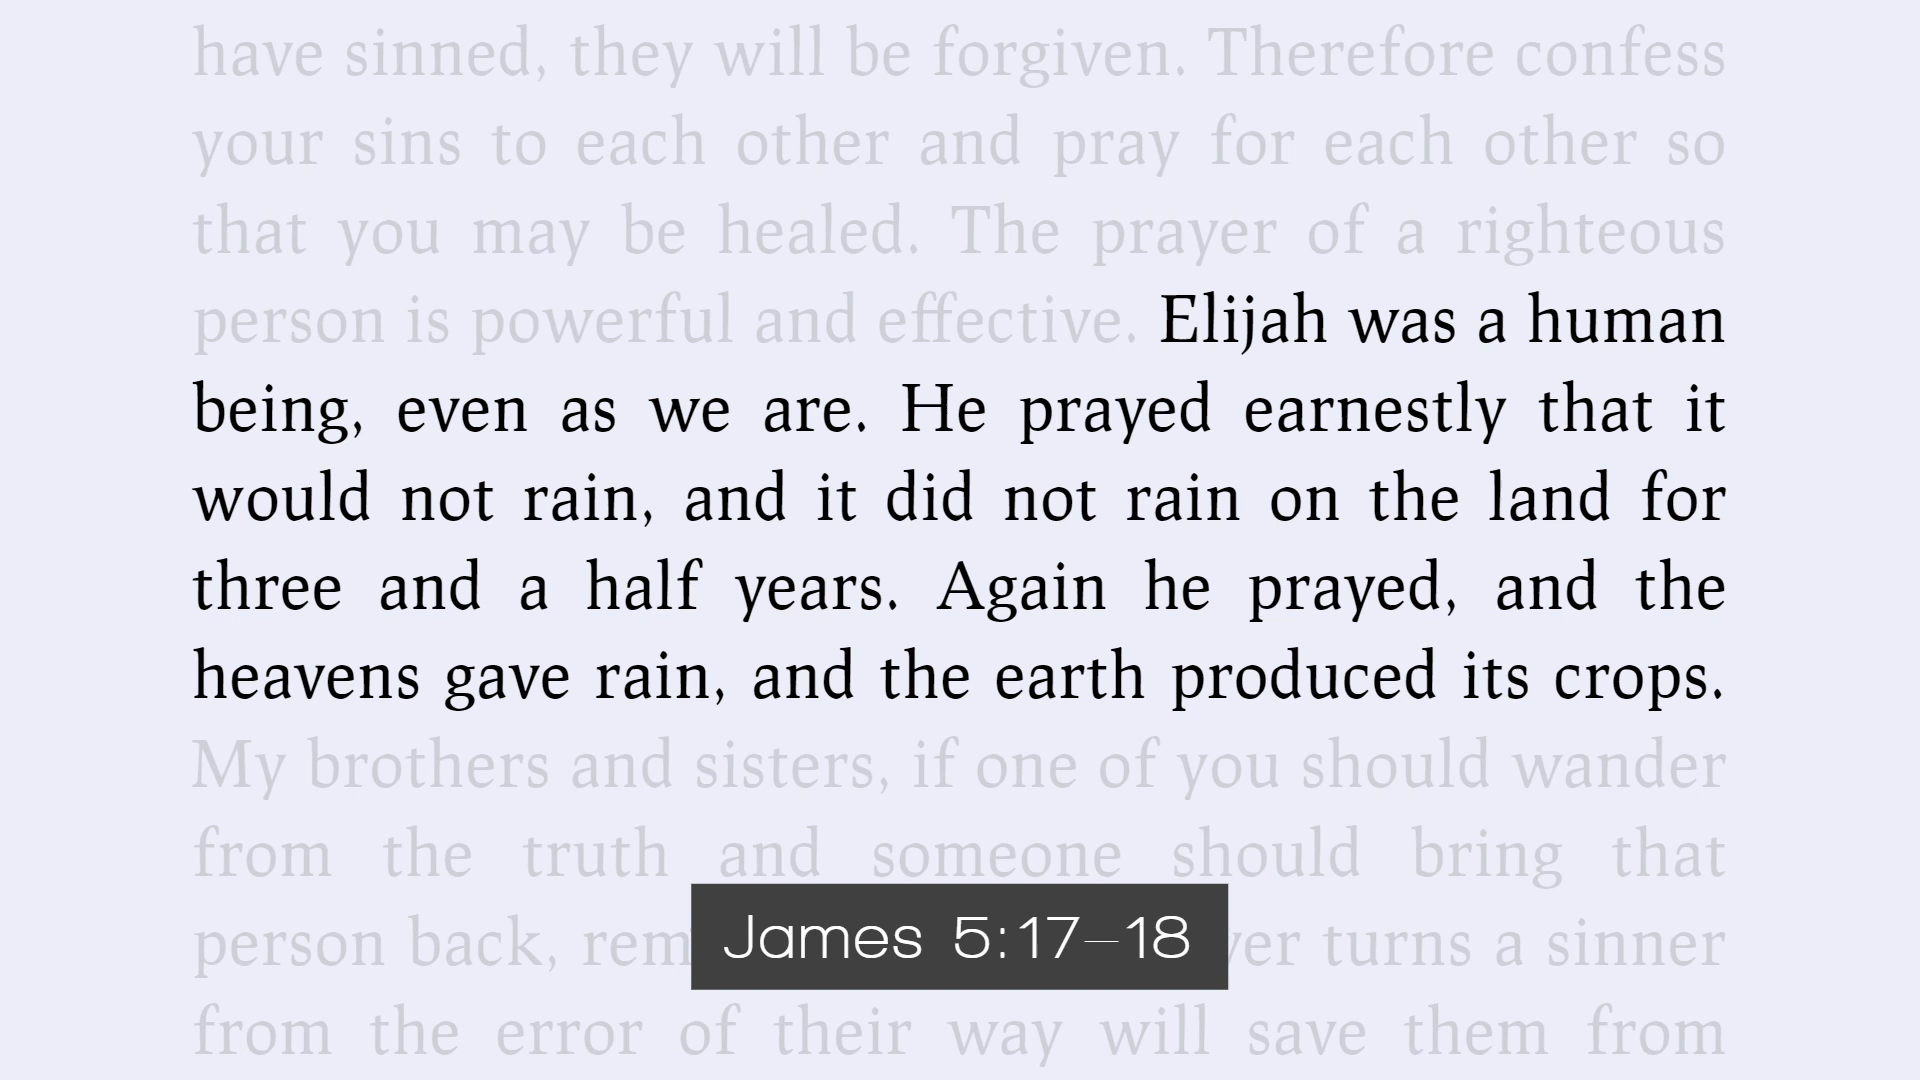 have sinned, they will be forgiven. Therefore confess
your sins to each other and pray for each other so
that you may be healed. The prayer of a righteous
person is powerful and effective. Elijah was a human
being, even as we are. He prayed earnestly that it
would not rain, and it did not rain on the land for
three and a half years. Again he prayed, and the
heavens gave rain, and the earth produced its crops.
My brothers and sisters, if one of you should wander
from the truth and someone should bring that
person back, turns a sinner
James 5:17–18
from the error of their way will save them from